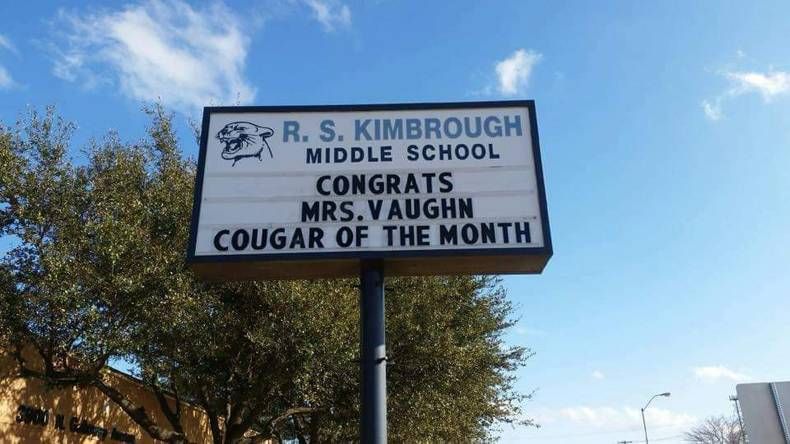 R. S. KIMBROUGH
MIDDLE SCHOOL
CONGRATS
MRS. VAUGHN
COUGAR OF THE MONTH
N.